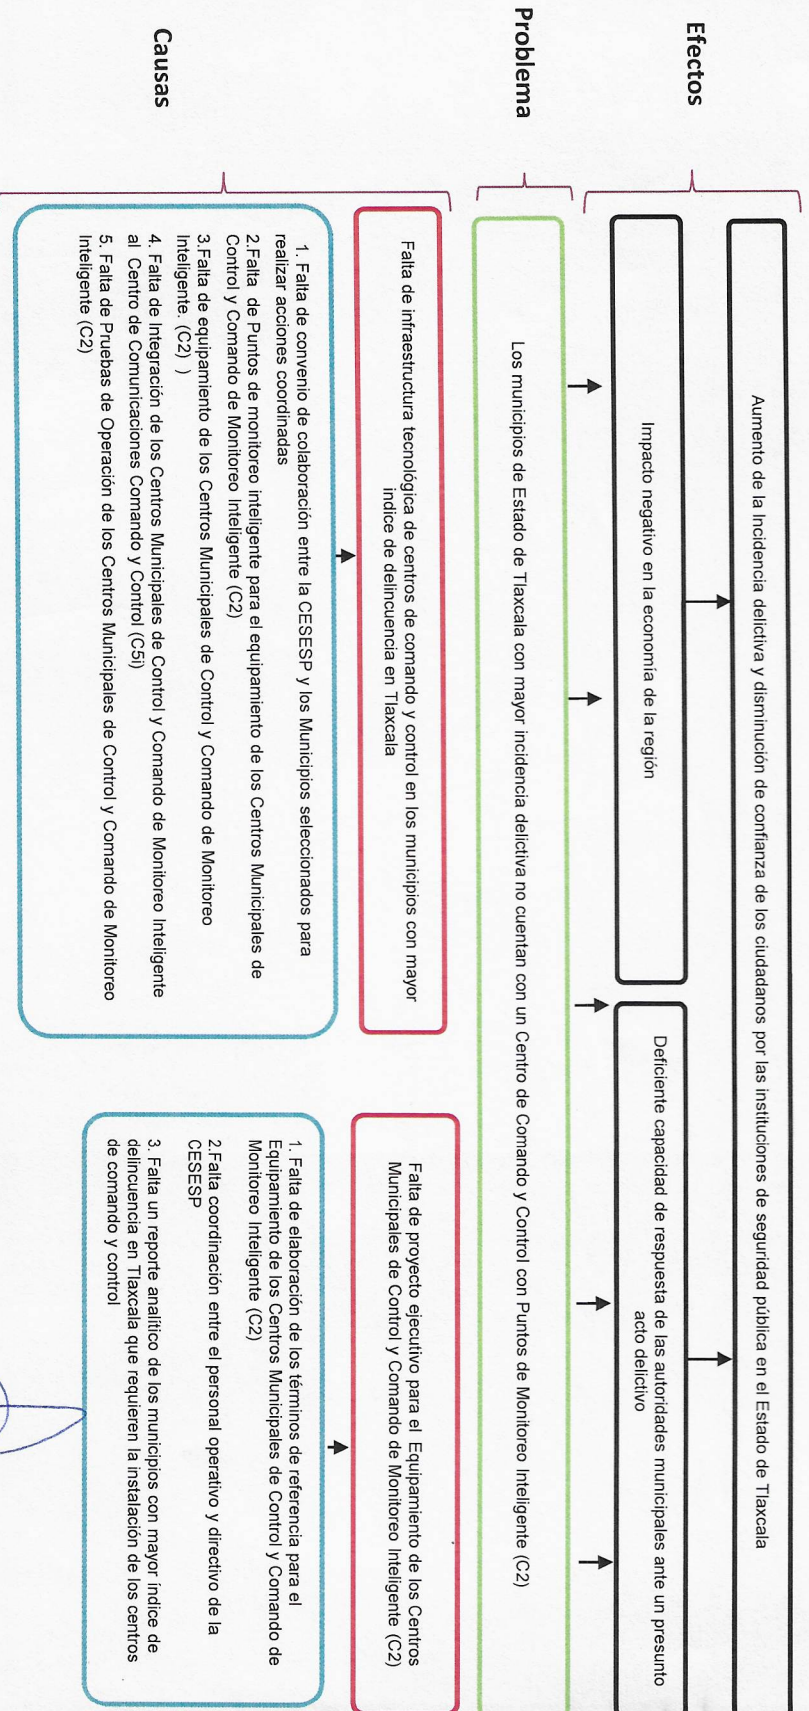 Efectos
Aumento de la Incidencia delictiva y disminución de confianza de los ciudadanos por las instituciones de seguridad pública en el Estado de Tlaxcala
Impacto negativo en la economía de la región
Deficiente capacidad de respuesta de las autoridades municipales ante un presunto
acto delictivo
Problema
Los municipios de Estado de Tlaxcala con mayor incidencia delictiva no cuentan con un Centro de Comando y Control con Puntos de Monitoreo Inteligente (C2)
Causas
Falta de infraestructura tecnológica de centros de comando y control en los municipios con mayor
indice de delincuencia en Tlaxcala
1. Falta de convenio de colaboración entre la CESESP y los Municipios seleccionados para
realizar acciones coordinadas
2.Falta de Puntos de monitoreo inteligente para el equipamiento de los Centros Municipales de
Control y Comando de Monitoreo Inteligente (C2)
3.Falta de equipamiento de los Centros Municipales de Control y Comando de Monitoreo
Inteligente. (C2) )
4. Falta de Integración de los Centros Municipales de Control y Comando de Monitoreo Inteligente
al Centro de Comunicaciones Comando y Control (C5i)
5. Falta de Pruebas de Operación de los Centros Municipales de Control y Comando de Monitoreo
Inteligente (C2)
Falta de proyecto ejecutivo para el Equipamiento de los Centros
Municipales de Control y Comando de Monitoreo Inteligente (C2)
1. Falta de elaboración de los términos de referencia para el
Equipamiento de los Centros Municipales de Control y Comando de
Monitoreo Inteligente (C2)
2.Falta coordinación entre el personal operativo y directivo de la
CESESP
3. Falta un reporte analítico de los municipios con mayor índice de
delincuencia en Tlaxcala que requieren la instalación de los centros
de comando y control